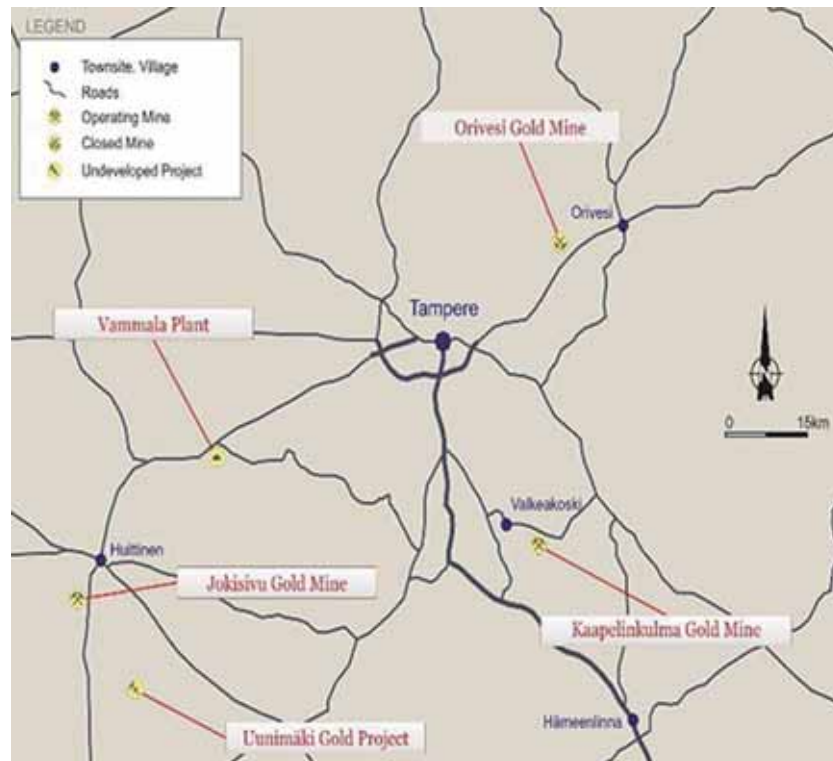 LEGEND
Townsite, Village
Roads
Operating Mine
Closed Mine
Undeveloped Project
Orivesi Gold Mine
Orivesi
Tampere
Vammala Plant
0 15km
Valkeakoski
Huittinen
Jokisivu Gold Mine
Kaapelinkulma Gold Mine
Uunimäki Gold Project
Hämeenlinna